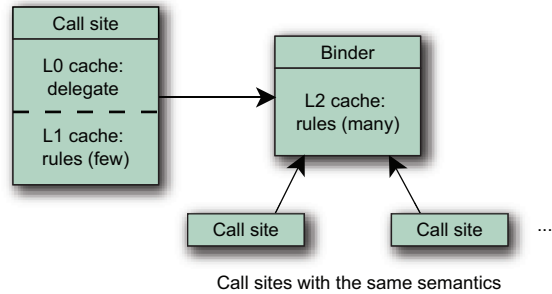 Call site
L0 cache:
delegate
L1 cache:
rules (few)
Binder
L2 cache:
rules (many)
Call site
Call site
...
Call sites with the same semantics